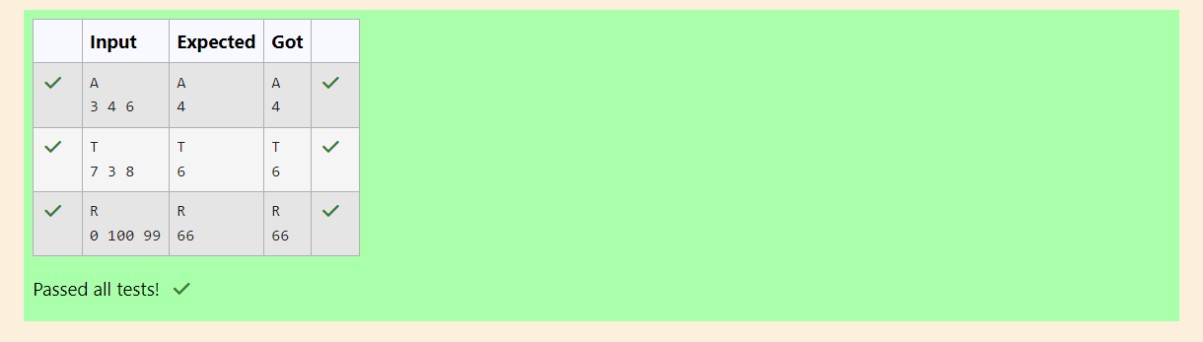 Input Expected Got
A A A
3 4 6 4 4
T T T
7 3 8 6 6
R R R
0 100 99 66 66
Passed all tests!